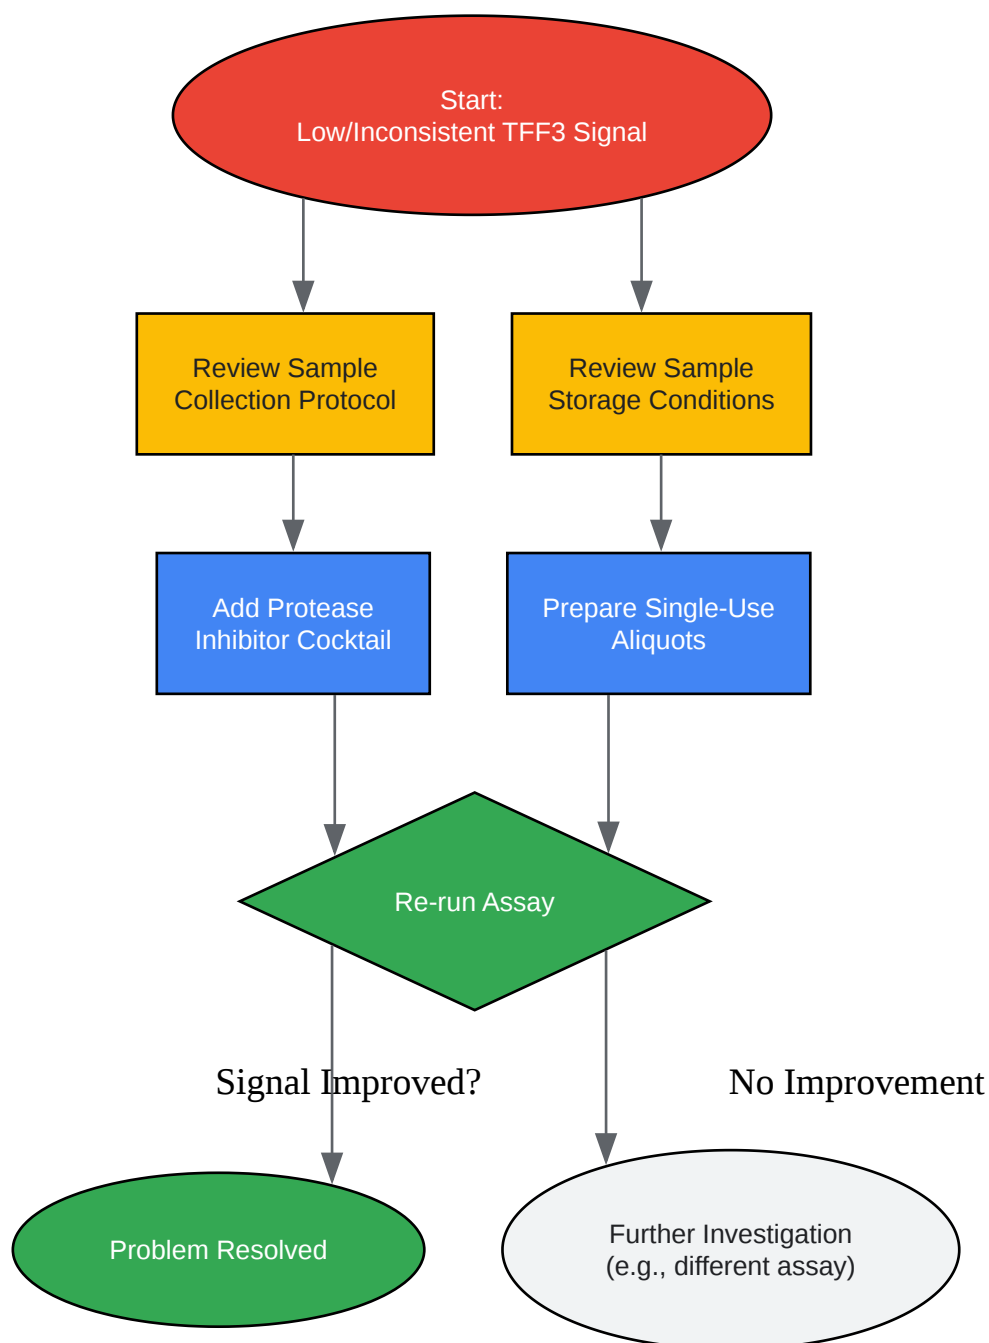 Start:
Low/Inconsistent TFF3 Signal
Review Sample
Collection Protocol
Review Sample
Storage Conditions
Add Protease
Inhibitor Cocktail
Prepare Single-Use
Aliquots
Re-run Assay
Signal Improved?
No Improvement
Problem Resolved
Further Investigation
(e.g., different assay)